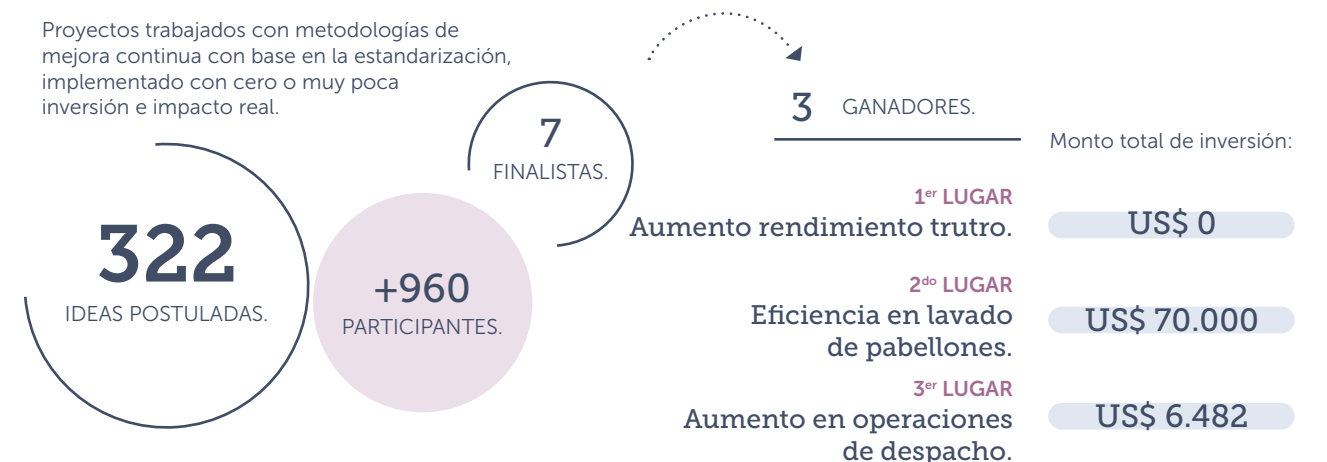 Proyectos trabajados con metodologías de
mejora continua con base en la estandarización,
implementado con cero o muy poca
inversión e impacto real.
322
IDEAS POSTULADAS.
+960
PARTICIPANTES.
7
FINALISTAS.
3 GANADORES.
Monto total de inversión:
1er LUGAR
Aumento rendimiento trutro.
US$ 0
2do LUGAR
Eficiencia en lavado
de pabellones.
US$ 70.000
3er LUGAR
Aumento en operaciones
de despacho.
US$ 6.482